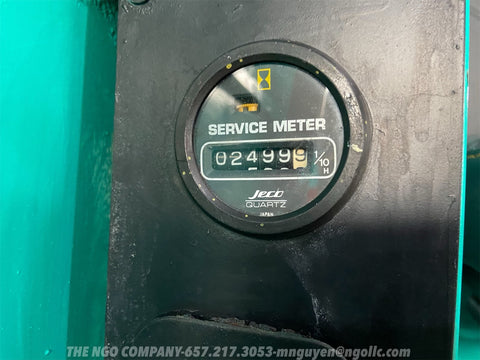 SERVICE METER
024999 1/10
H
Jeco
QUARTZ
JAPAN
THE NGO COMPANY-657.217.3053-mnguyen@ngollc.com